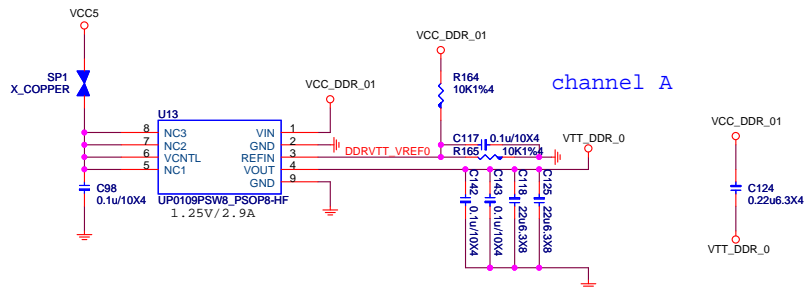 VCC5
SP1
X_COPPER
U13
8 NC3 VIN 1
7 NC2 GND 2
6 VCNTL REFIN 3
5 NC1 VOUT 4
GND 9
UP0109PSW8_PSOP8-HF
1.25V/2.9A
C98
0.1u/10X4
VCC_DDR_01
DDRVTT_VREF0
VCC_DDR_01
R164
10K1%4
channel A
C117 0.1u/10X4
R165 10K1%4
VTT_DDR_0
C142 0.1u/10X4
C143 0.1u/10X4
C118 22u6.3X8
C125 22u6.3X8
VCC_DDR_01
C124
0.22u6.3X4
VTT_DDR_0